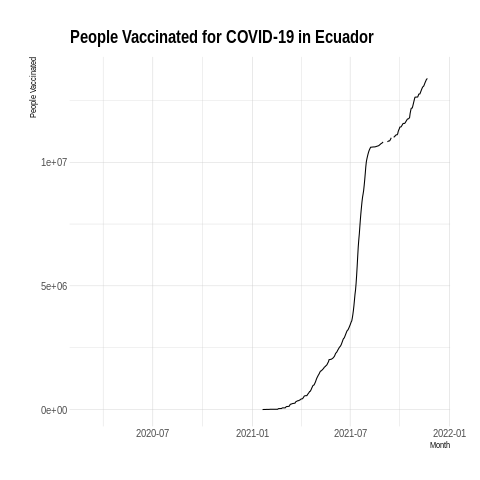 People Vaccinated for COVID-19 in Ecuador
People Vaccinated
1e+07
5e+06
0e+00
2020-07
2021-01
2021-07
2022-01
Month